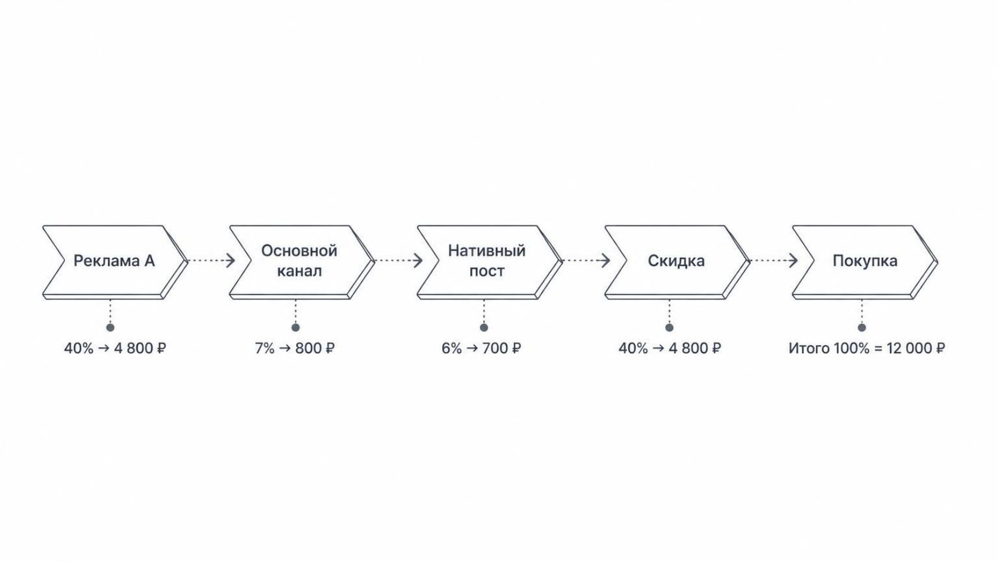 Реклама А
Основной
канал
Нативный
пост
Скидка
Покупка
40% → 4 800 ₽
7% → 800 ₽
6% → 700 ₽
40% → 4 800 ₽
Итого 100% = 12 000 ₽